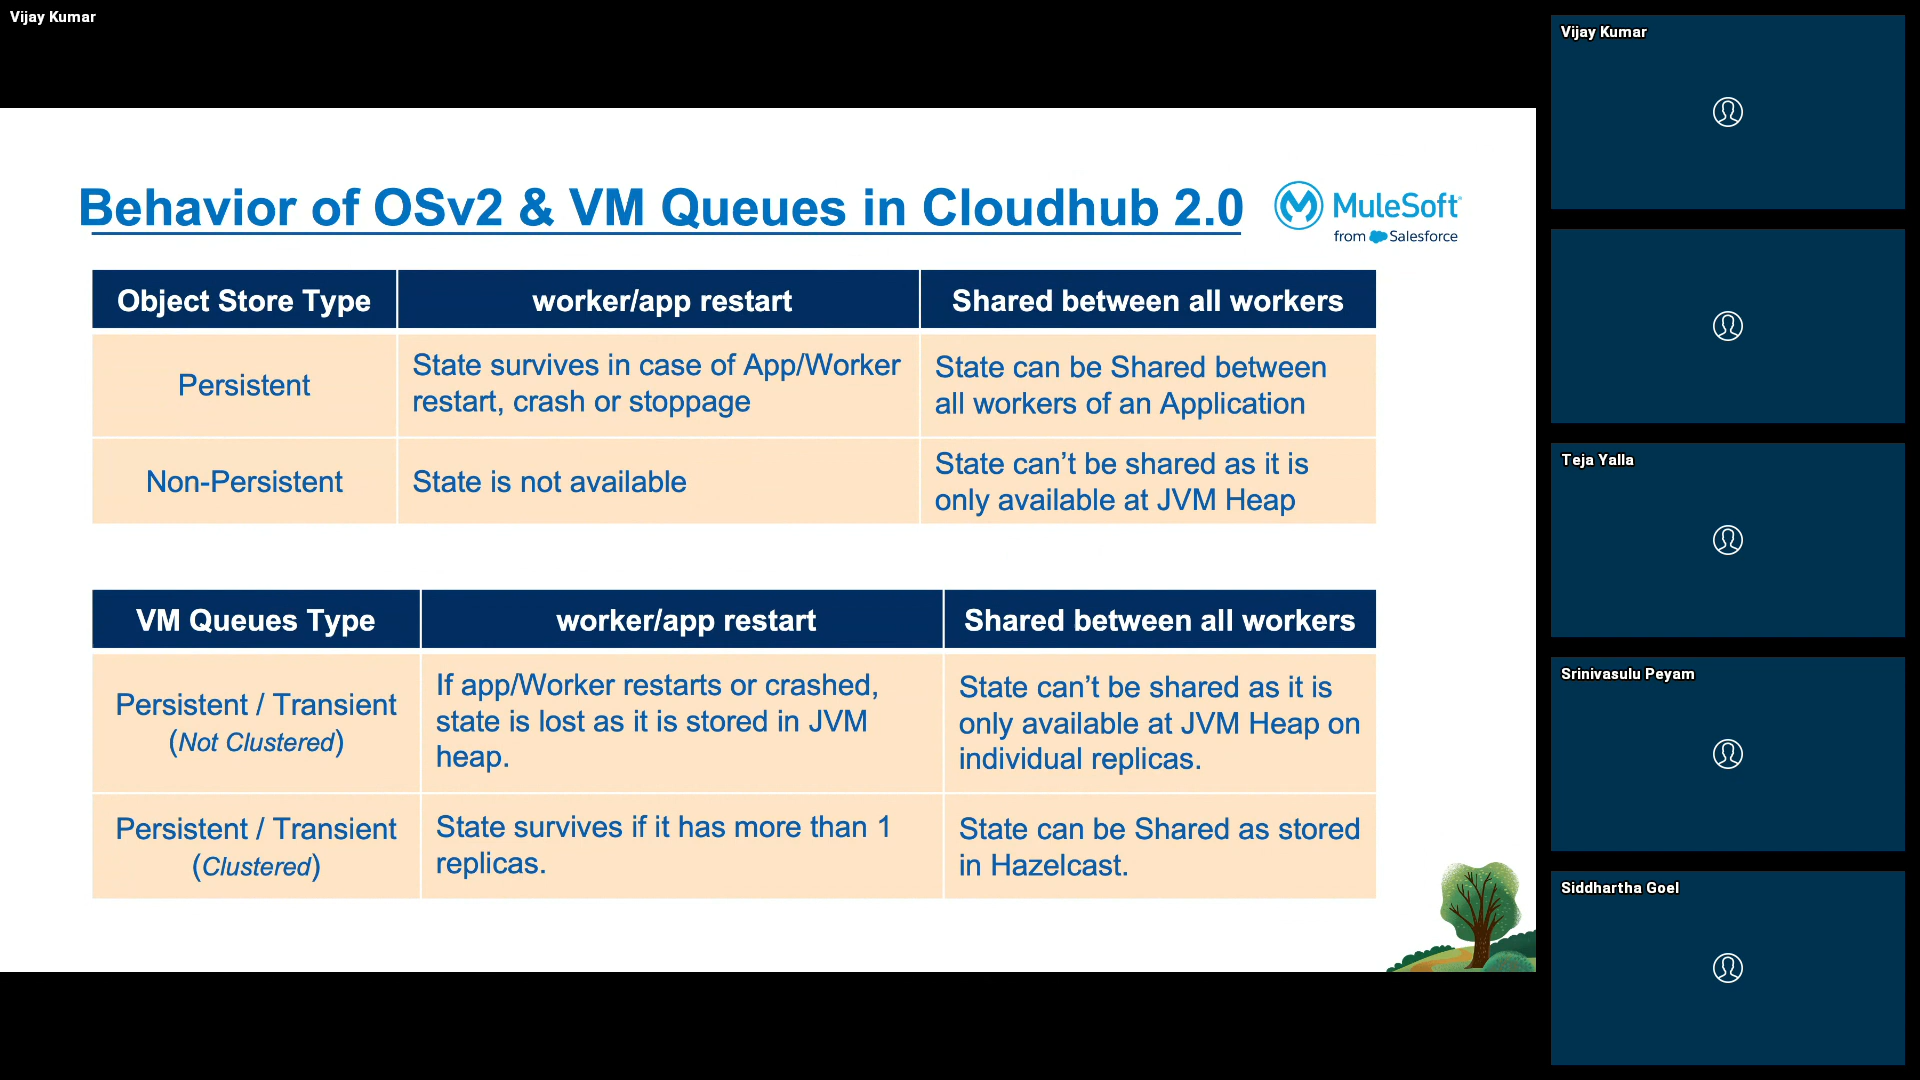 Vijay Kumar
Behavior of OSv2 & VM Queues in Cloudhub 2.0
MuleSoft
from Salesforce
Object Store Type
worker/app restart
Shared between all workers
Persistent
State survives in case of App/Worker
restart, crash or stoppage
State can be Shared between
all workers of an Application
Non-Persistent
State is not available
State can’t be shared as it is
only available at JVM Heap
VM Queues Type
worker/app restart
Shared between all workers
Persistent / Transient
(Not Clustered)
If app/Worker restarts or crashed,
state is lost as it is stored in JVM
heap.
State can’t be shared as it is
only available at JVM Heap on
individual replicas.
Persistent / Transient
(Clustered)
State survives if it has more than 1
replicas.
State can be Shared as stored
in Hazelcast.
Vijay Kumar
Teja Yalla
Srinivasulu Peyam
Siddhartha Goel